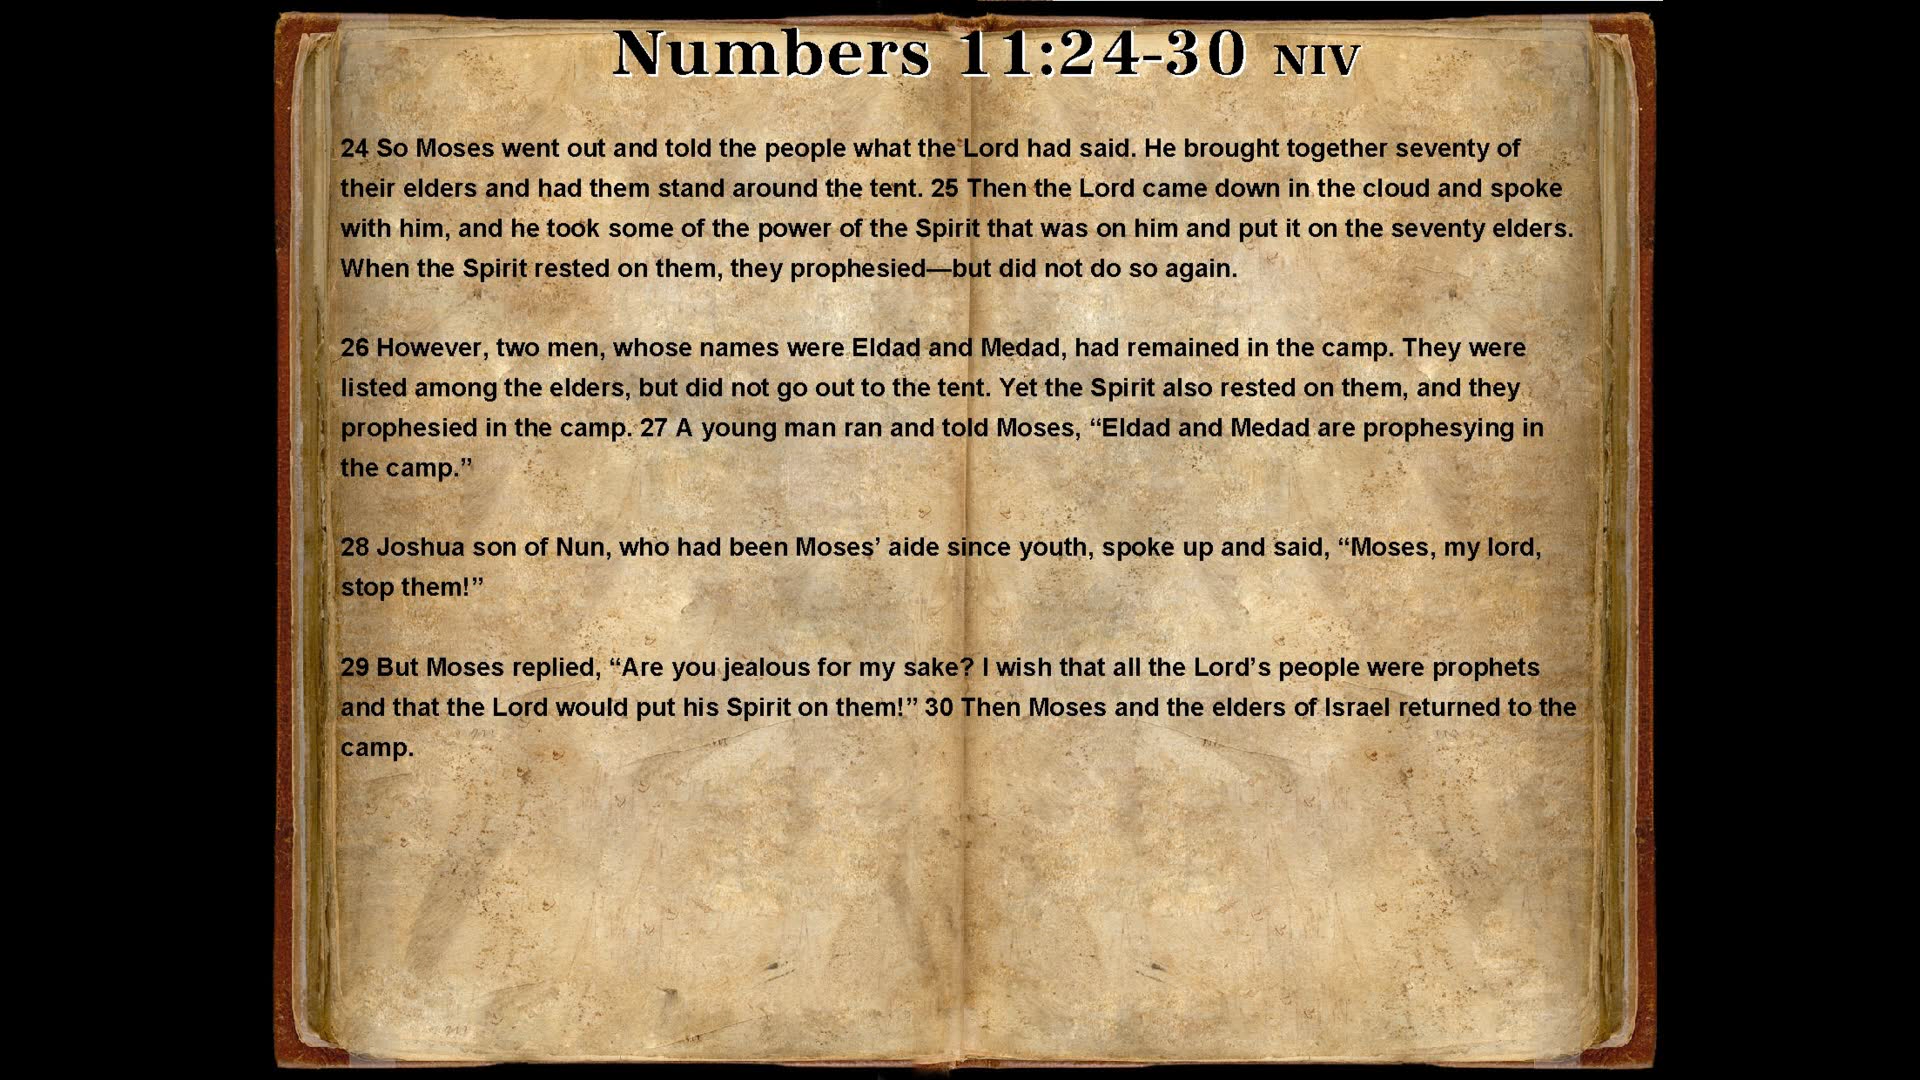 Numbers 11:24-30 NIV
24 So Moses went out and told the people what the Lord had said. He brought together seventy of
their elders and had them stand around the tent. 25 Then the Lord came down in the cloud and spoke
with him, and he took some of the power of the Spirit that was on him and put it on the seventy elders.
When the Spirit rested on them, they prophesied—but did not do so again.
26 However, two men, whose names were Eldad and Medad, had remained in the camp. They were
listed among the elders, but did not go out to the tent. Yet the Spirit also rested on them, and they
prophesied in the camp. 27 A young man ran and told Moses, “Eldad and Medad are prophesying in
the camp.”
28 Joshua son of Nun, who had been Moses’ aide since youth, spoke up and said, “Moses, my lord,
stop them!”
29 But Moses replied, “Are you jealous for my sake? I wish that all the Lord’s people were prophets
and that the Lord would put his Spirit on them!” 30 Then Moses and the elders of Israel returned to the
camp.